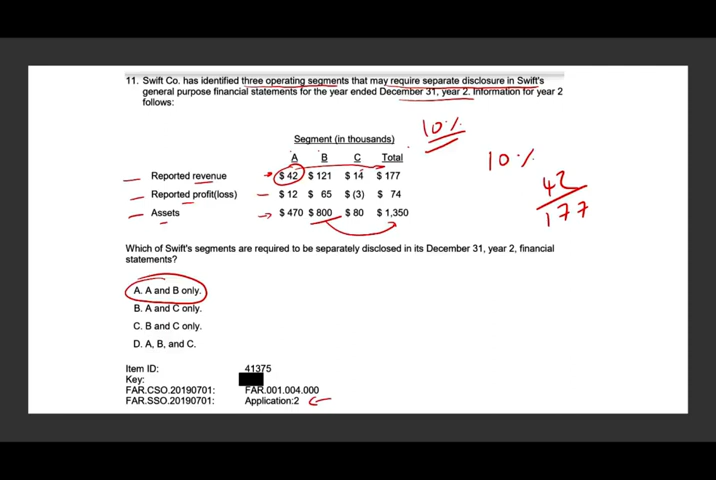 11. Swift Co. has identified three operating segments that may require separate disclosure in Swift's
general purpose financial statements for the year ended December 31, year 2. Information for year 2
follows:
Segment (in thousands)
A B C Total
Reported revenue $ 42 $ 121 $ 14 $ 177
Reported profit(loss) $ 12 $ 65 $ (3) $ 74
Assets $ 470 $ 800 $ 80 $ 1,350
10%
10%
42
177
Which of Swift's segments are required to be separately disclosed in its December 31, year 2, financial
statements?
A. A and B only.
B. A and C only.
C. B and C only.
D. A, B, and C.
Item ID: 41375
Key:
FAR.CSO.20190701: FAR.001.004.000
FAR.SSO.20190701: Application:2